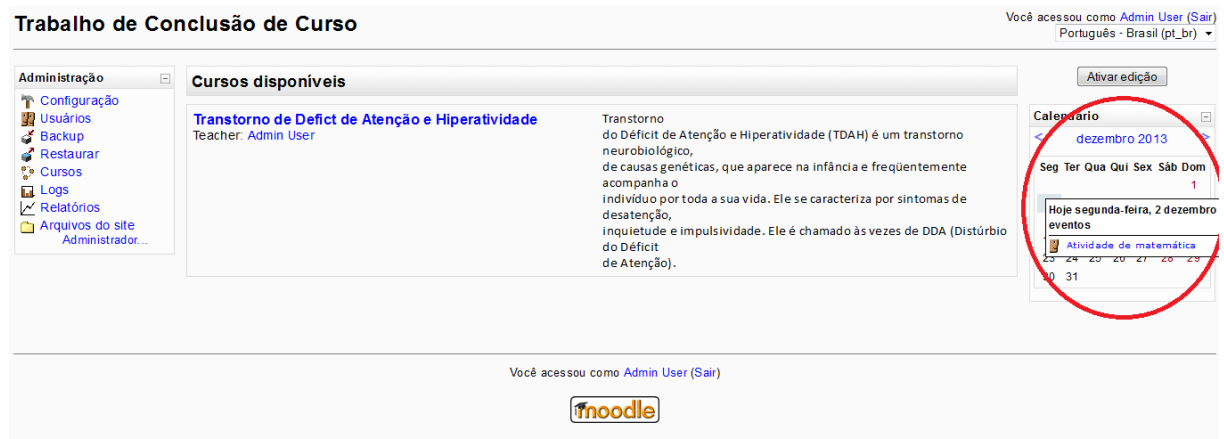 Trabalho de Conclusão de Curso
Você acessou como Admin User (Sair)
Português - Brasil (pt_br)
Administração
Configuração
Usuários
Backup
Restaurar
Cursos
Logs
Relatórios
Arquivos do site
Administrador...
Cursos disponíveis
Transtorno de Defict de Atenção e Hiperatividade
Teacher: Admin User
Transtorno
do Déficit de Atenção e Hiperatividade (TDAH) é um transtorno
neurobiológico,
de causas genéticas, que aparece na infância e freqüentemente
acompanha o
indivíduo por toda a sua vida. Ele se caracteriza por sintomas de
desatenção,
inquietude e impulsividade. Ele é chamado às vezes de DDA (Distúrbio
do Déficit
de Atenção).
Ativar edição
Calendário
< dezembro 2013 >
Seg Ter Qua Qui Sex Sáb Dom
1
Hoje segunda-feira, 2 dezembro
eventos
Atividade de matemática
23 24 25 26 27 28 29
30 31
Você acessou como Admin User (Sair)
moodle